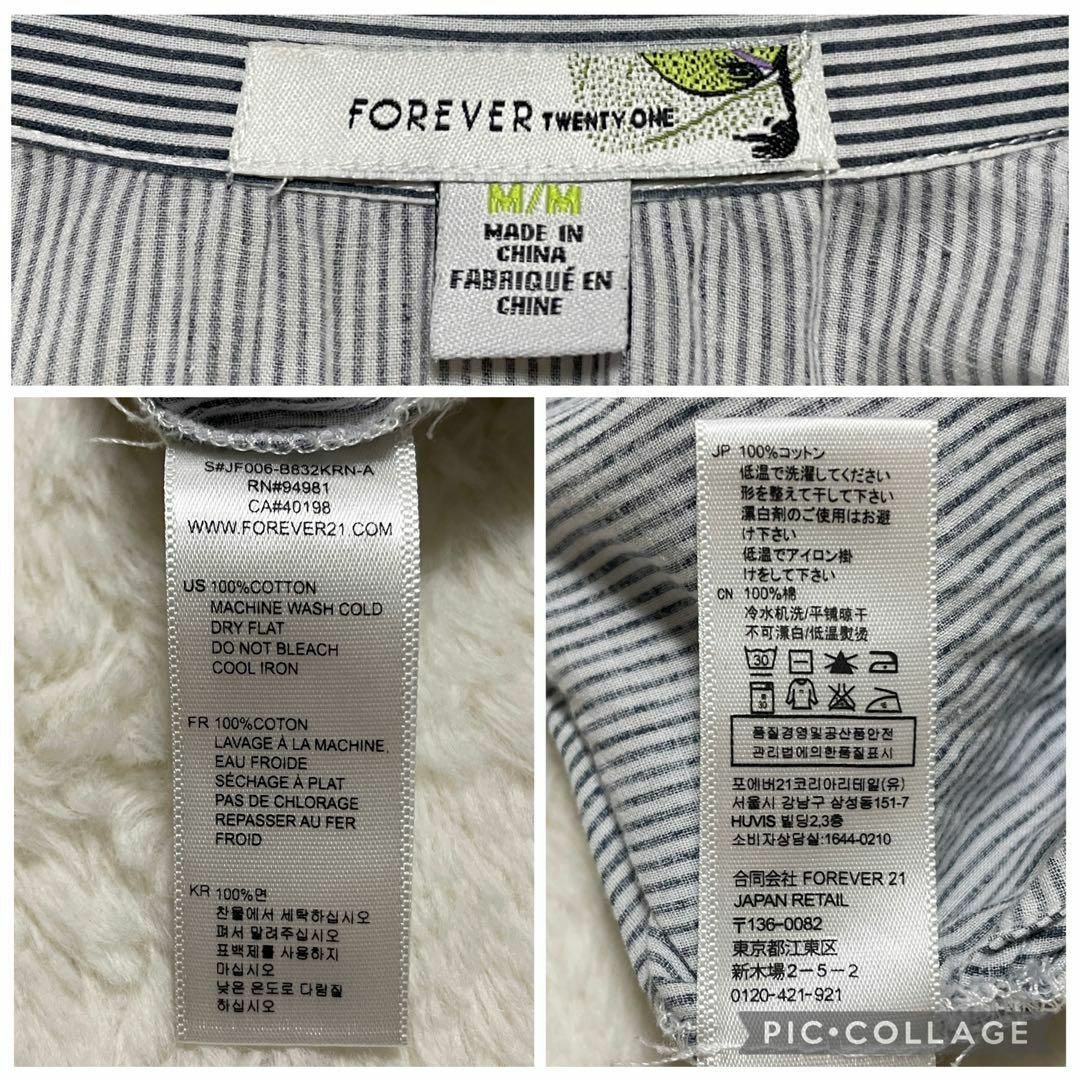 FOREVER TWENTY ONE
M/M
MADE IN
CHINA
FABRIQUÉ EN
CHINE
S#JF006-B832KRN-A
RN#94981
CA#40198
WWW.FOREVER21.COM
US 100%COTTON
MACHINE WASH COLD
DRY FLAT
DO NOT BLEACH
COOL IRON
FR 100%COTON
LAVAGE À LA MACHINE,
EAU FROIDE
SÉCHAGE À PLAT
PAS DE CHLORAGE
REPASSER AU FER
FROID
KR 100%면
찬물에서 세탁하십시오
펴서 말려주십시오
표백제를 사용하지
마십시오
낮은 온도로 다림질
하십시오
JP 100%コットン
低温で洗濯してください
形を整えて干して下さい
漂白剤のご使用はお避
け下さい
低温でアイロン掛
けをして下さい
CN 100%棉
冷水机洗/平铺晾干
不可漂白/低温熨烫
30
30
품질경영및공산품안전
관리법에의한품질표시
포에버21코리아리테일(유)
서울시 강남구 삼성동151-7
HUVIS 빌딩2,3층
소비자상담실:1644-0210
合同会社 FOREVER 21
JAPAN RETAIL
〒136-0082
東京都江東区
新木場2-5-2
0120-421-921
PIC•COLLAGE